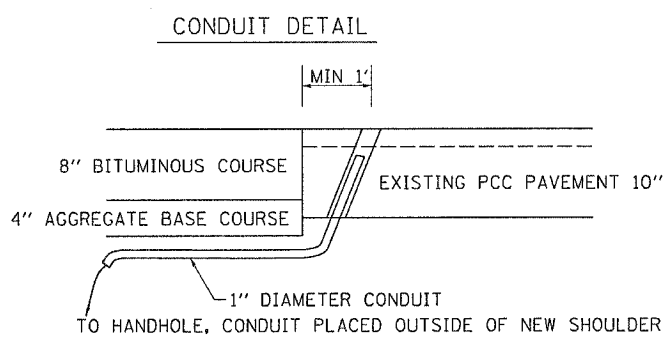 CONDUIT DETAIL
MIN 1'
8" BITUMINOUS COURSE
EXISTING PCC PAVEMENT 10"
4" AGGREGATE BASE COURSE
1" DIAMETER CONDUIT
TO HANDHOLE, CONDUIT PLACED OUTSIDE OF NEW SHOULDER